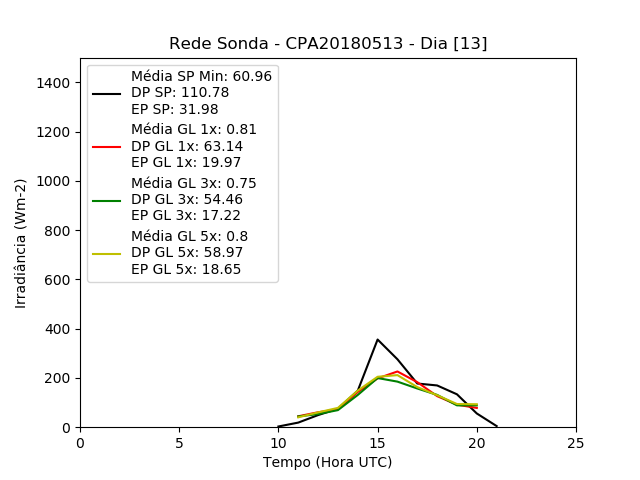 Rede Sonda - CPA20180513 - Dia [13]
Média SP Min: 60.96
DP SP: 110.78
EP SP: 31.98
Média GL 1x: 0.81
DP GL 1x: 63.14
EP GL 1x: 19.97
Média GL 3x: 0.75
DP GL 3x: 54.46
EP GL 3x: 17.22
Média GL 5x: 0.8
DP GL 5x: 58.97
EP GL 5x: 18.65
Irradiância (Wm-2)
1400
1200
1000
800
600
400
200
0
0 5 10 15 20 25
Tempo (Hora UTC)